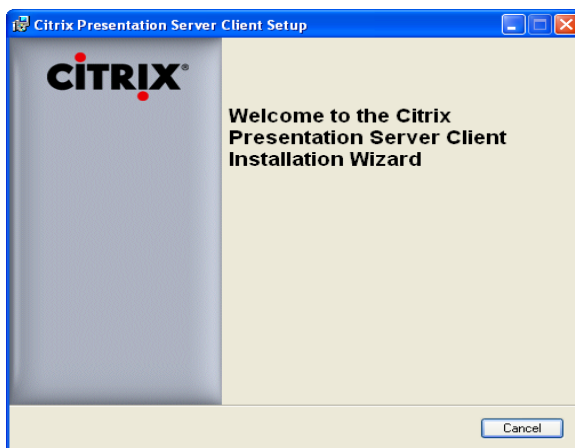 Citrix Presentation Server Client Setup
CITRIX®
Welcome to the Citrix
Presentation Server Client
Installation Wizard
Cancel